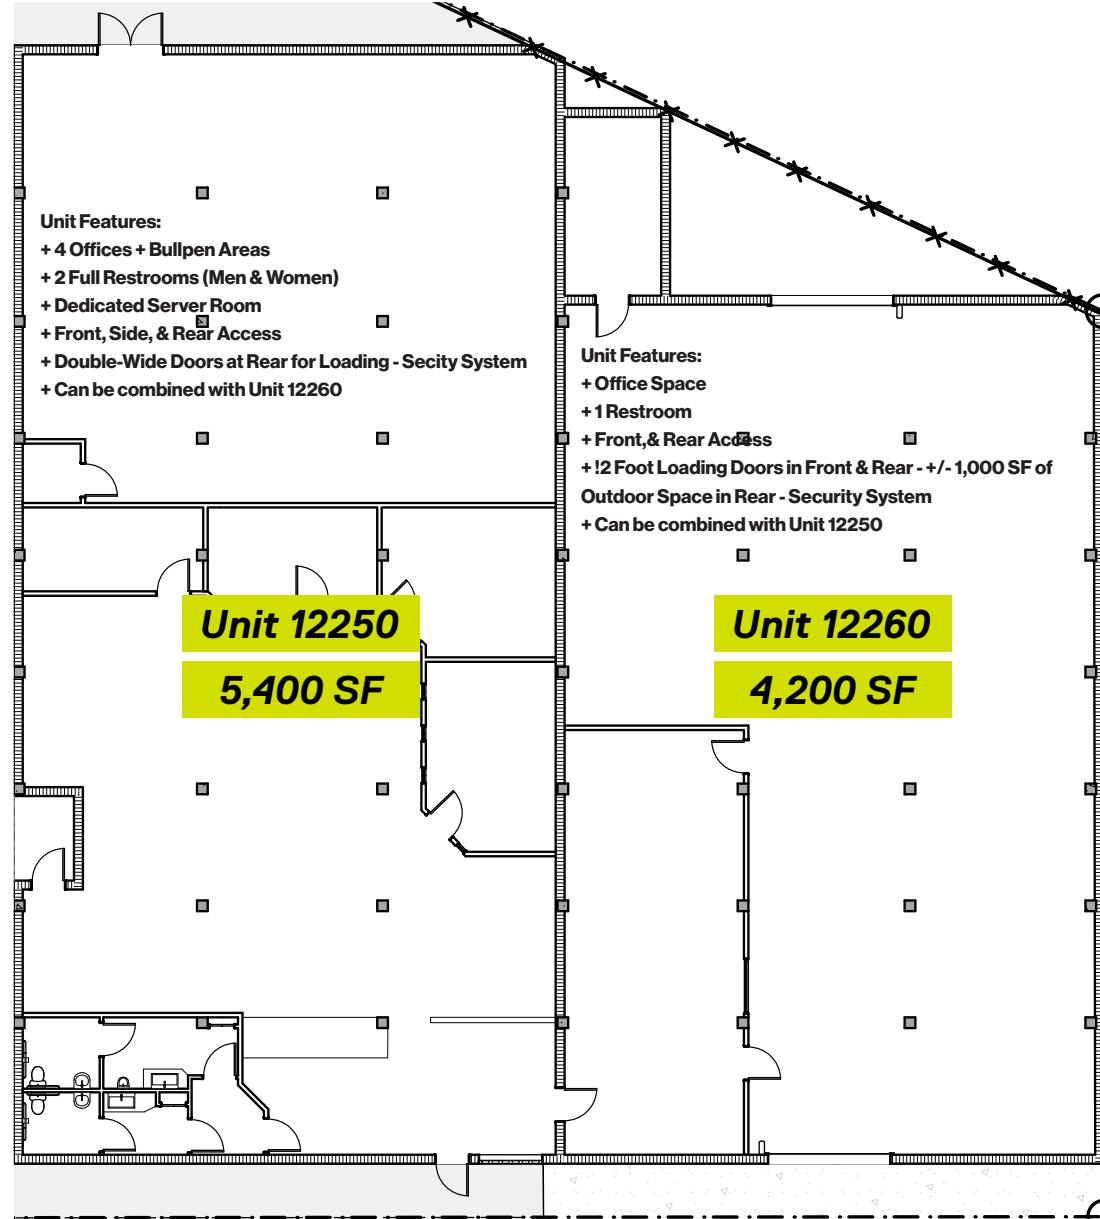 Unit Features:
+ 4 Offices + Bullpen Areas
+ 2 Full Restrooms (Men & Women)
+ Dedicated Server Room
+ Front, Side, & Rear Access
+ Double-Wide Doors at Rear for Loading - Secity System
+ Can be combined with Unit 12260
Unit Features:
+ Office Space
+ 1 Restroom
+ Front,& Rear Access
+ !2 Foot Loading Doors in Front & Rear - +/- 1,000 SF of
Outdoor Space in Rear - Security System
+ Can be combined with Unit 12250
Unit 12250
5,400 SF
Unit 12260
4,200 SF